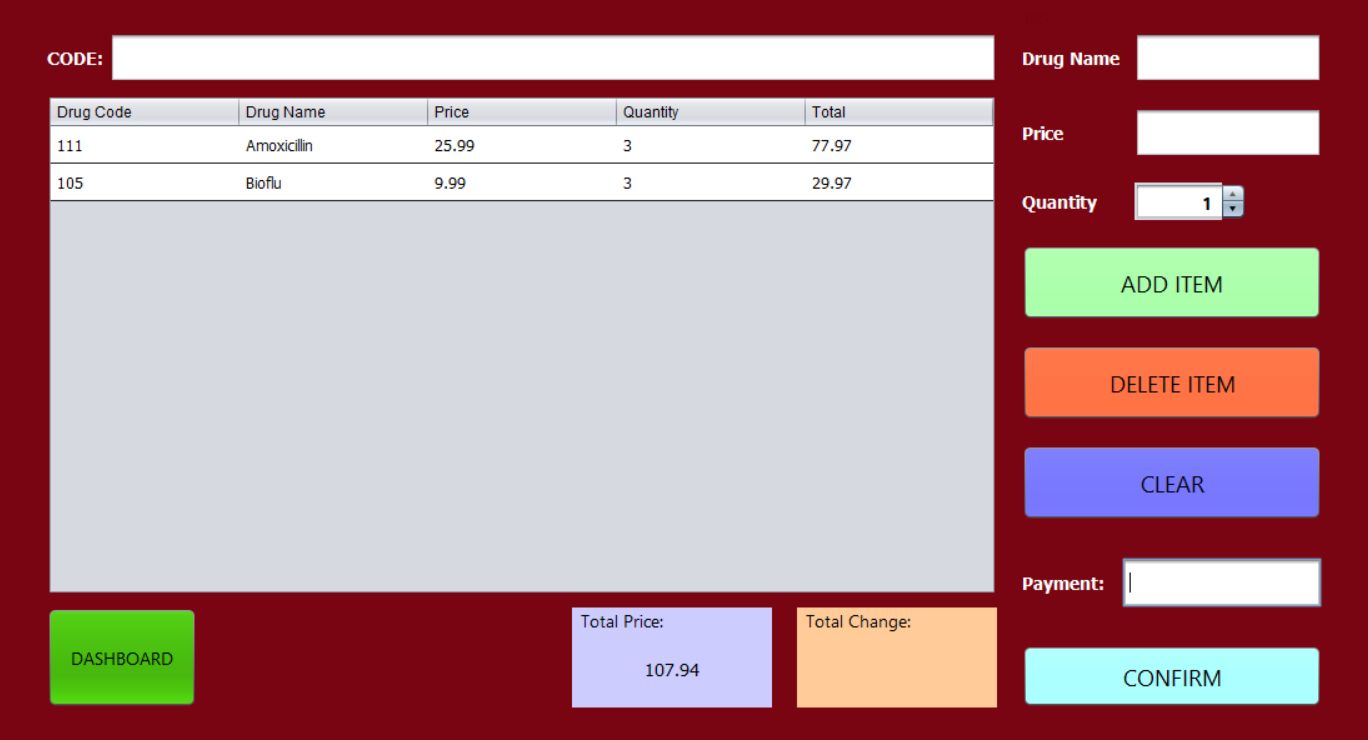 CODE:
Drug Name
Drug Code Drug Name Price Quantity Total
111 Amoxicillin 25.99 3 77.97
Price
105 Bioflu 9.99 3 29.97
Quantity 1
ADD ITEM
DELETE ITEM
CLEAR
Payment:
DASHBOARD
Total Price:
107.94
Total Change:
CONFIRM